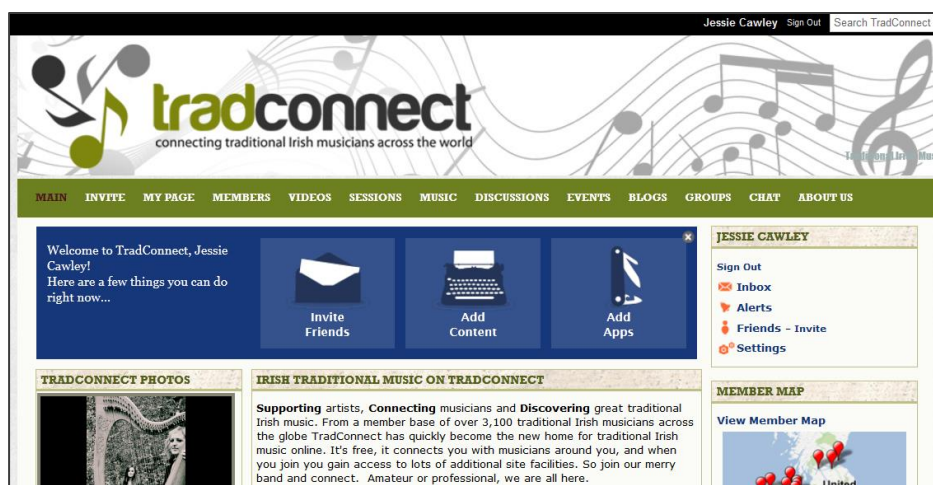 Jessie Cawley Sign Out Search TradConnect
tradconnect
connecting traditional Irish musicians across the world
MAIN INVITE MY PAGE MEMBERS VIDEOS SESSIONS MUSIC DISCUSSIONS EVENTS BLOGS GROUPS CHAT ABOUT US
Welcome to TradConnect, Jessie
Cawley!
Here are a few things you can do
right now...
Invite
Friends
Add
Content
Add
Apps
JESSIE CAWLEY
Sign Out
Inbox
Alerts
Friends - Invite
Settings
TRADCONNECT PHOTOS
IRISH TRADITIONAL MUSIC ON TRADCONNECT
Supporting artists, Connecting musicians and Discovering great traditional
Irish music. From a member base of over 3,100 traditional Irish musicians across
the globe TradConnect has quickly become the new home for traditional Irish
music online. It's free, it connects you with musicians around you, and when
you join you gain access to lots of additional site facilities. So join our merry
band and connect. Amateur or professional, we are all here.
MEMBER MAP
View Member Map
United